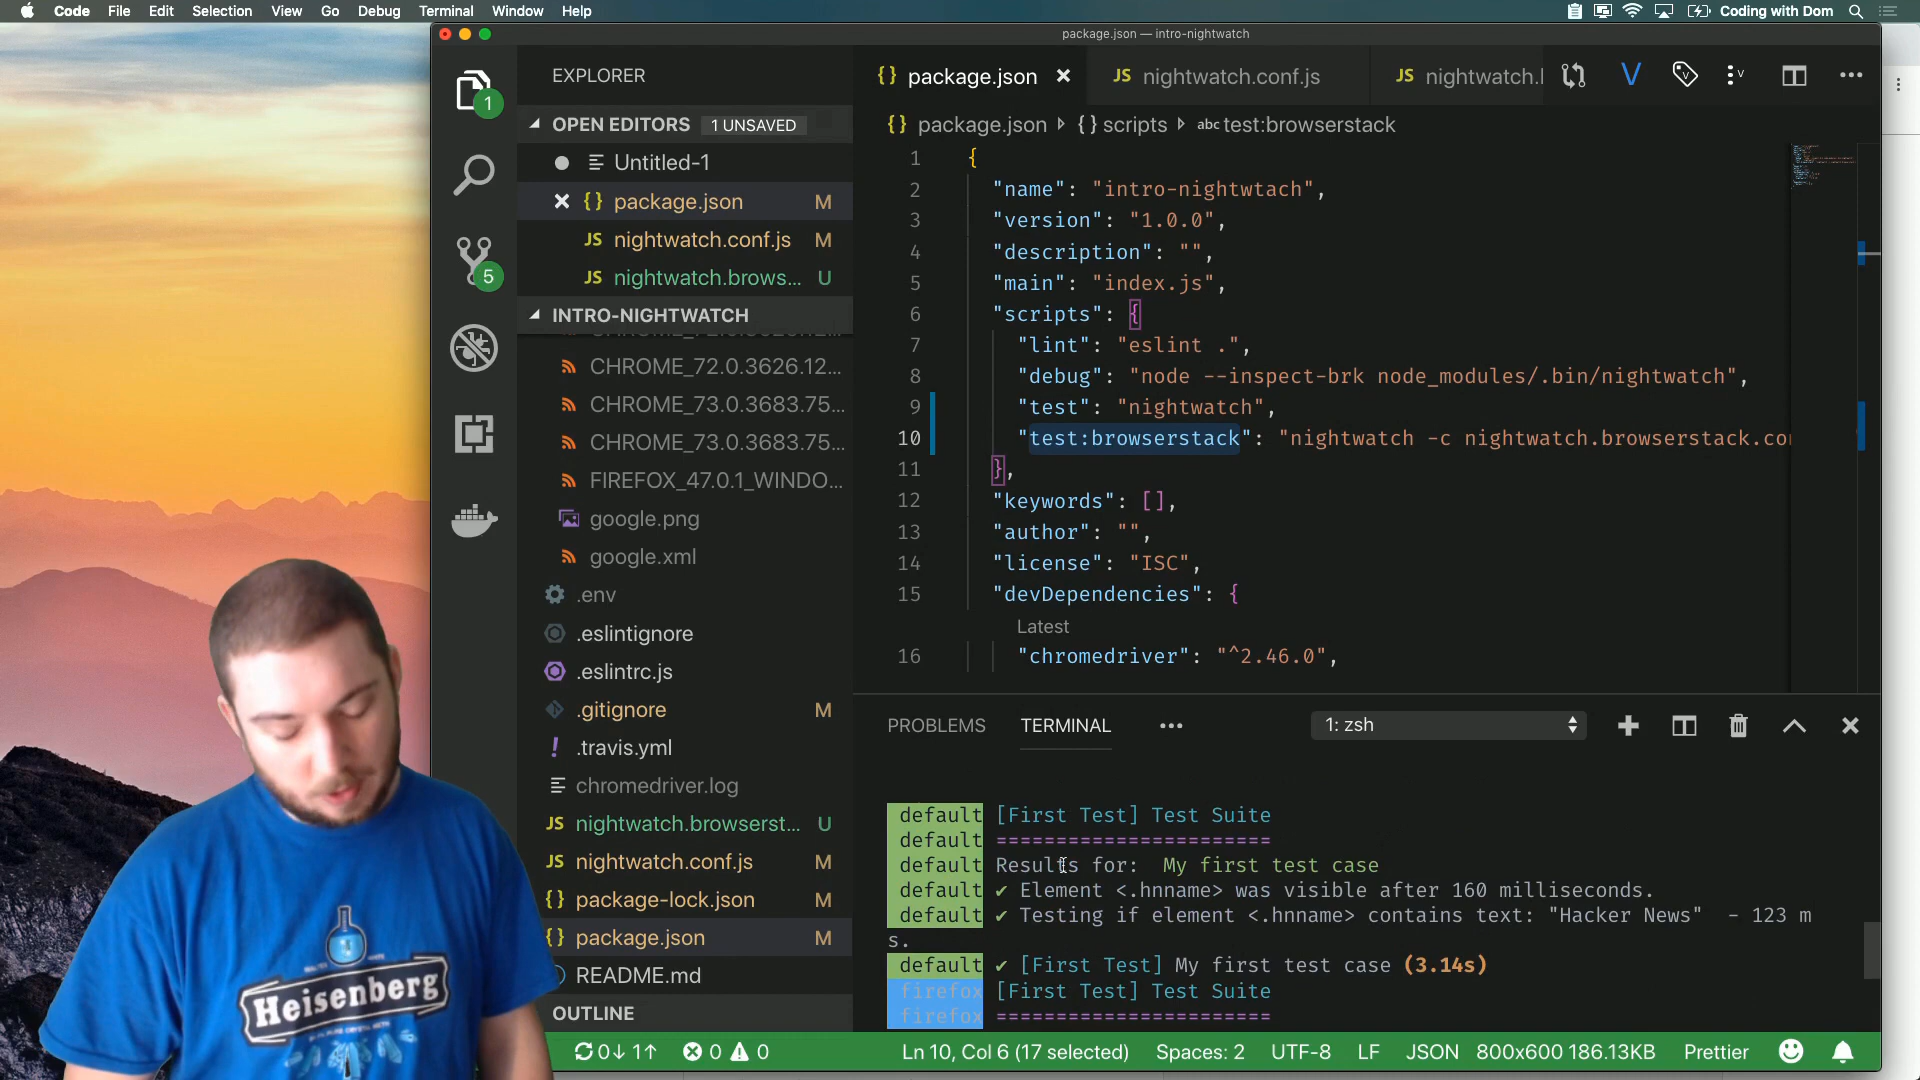 Code File Edit Selection View Go Debug Terminal Window Help
Coding with Dom
package.json — intro-nightwatch
EXPLORER
OPEN EDITORS 1 UNSAVED
Untitled-1
package.json M
nightwatch.conf.js M
nightwatch.brows... U
INTRO-NIGHTWATCH
CHROME_72.0.3626.12...
CHROME_73.0.3683.75...
CHROME_73.0.3683.75...
FIREFOX_47.0.1_WINDO...
google.png
google.xml
.env
.eslintignore
.eslintrc.js
.gitignore M
.travis.yml
chromedriver.log
nightwatch.browserst... U
nightwatch.conf.js M
package-lock.json M
package.json M
README.md
OUTLINE
1
5
package.json
nightwatch.conf.js
nightwatch.
package.json scripts abc test:browserstack
1 {
2 "name": "intro-nightwtach",
3 "version": "1.0.0",
4 "description": "",
5 "main": "index.js",
6 "scripts": {
7 "lint": "eslint .",
8 "debug": "node --inspect-brk node_modules/.bin/nightwatch",
9 "test": "nightwatch",
10 "test:browserstack": "nightwatch -c nightwatch.browserstack.con
11 },
12 "keywords": [],
13 "author": "",
14 "license": "ISC",
15 "devDependencies": {
Latest
16 "chromedriver": "^2.46.0",
PROBLEMS TERMINAL 1: zsh
default [First Test] Test Suite
default ======================
default Results for: My first test case
default ✔ Element <.hnname> was visible after 160 milliseconds.
default ✔ Testing if element <.hnname> contains text: "Hacker News" - 123 m
s.
default ✔ [First Test] My first test case (3.14s)
firefox [First Test] Test Suite
firefox ======================
0↓ 1↑ 0 0 Ln 10, Col 6 (17 selected) Spaces: 2 UTF-8 LF JSON 800x600 186.13KB Prettier
Heisenberg